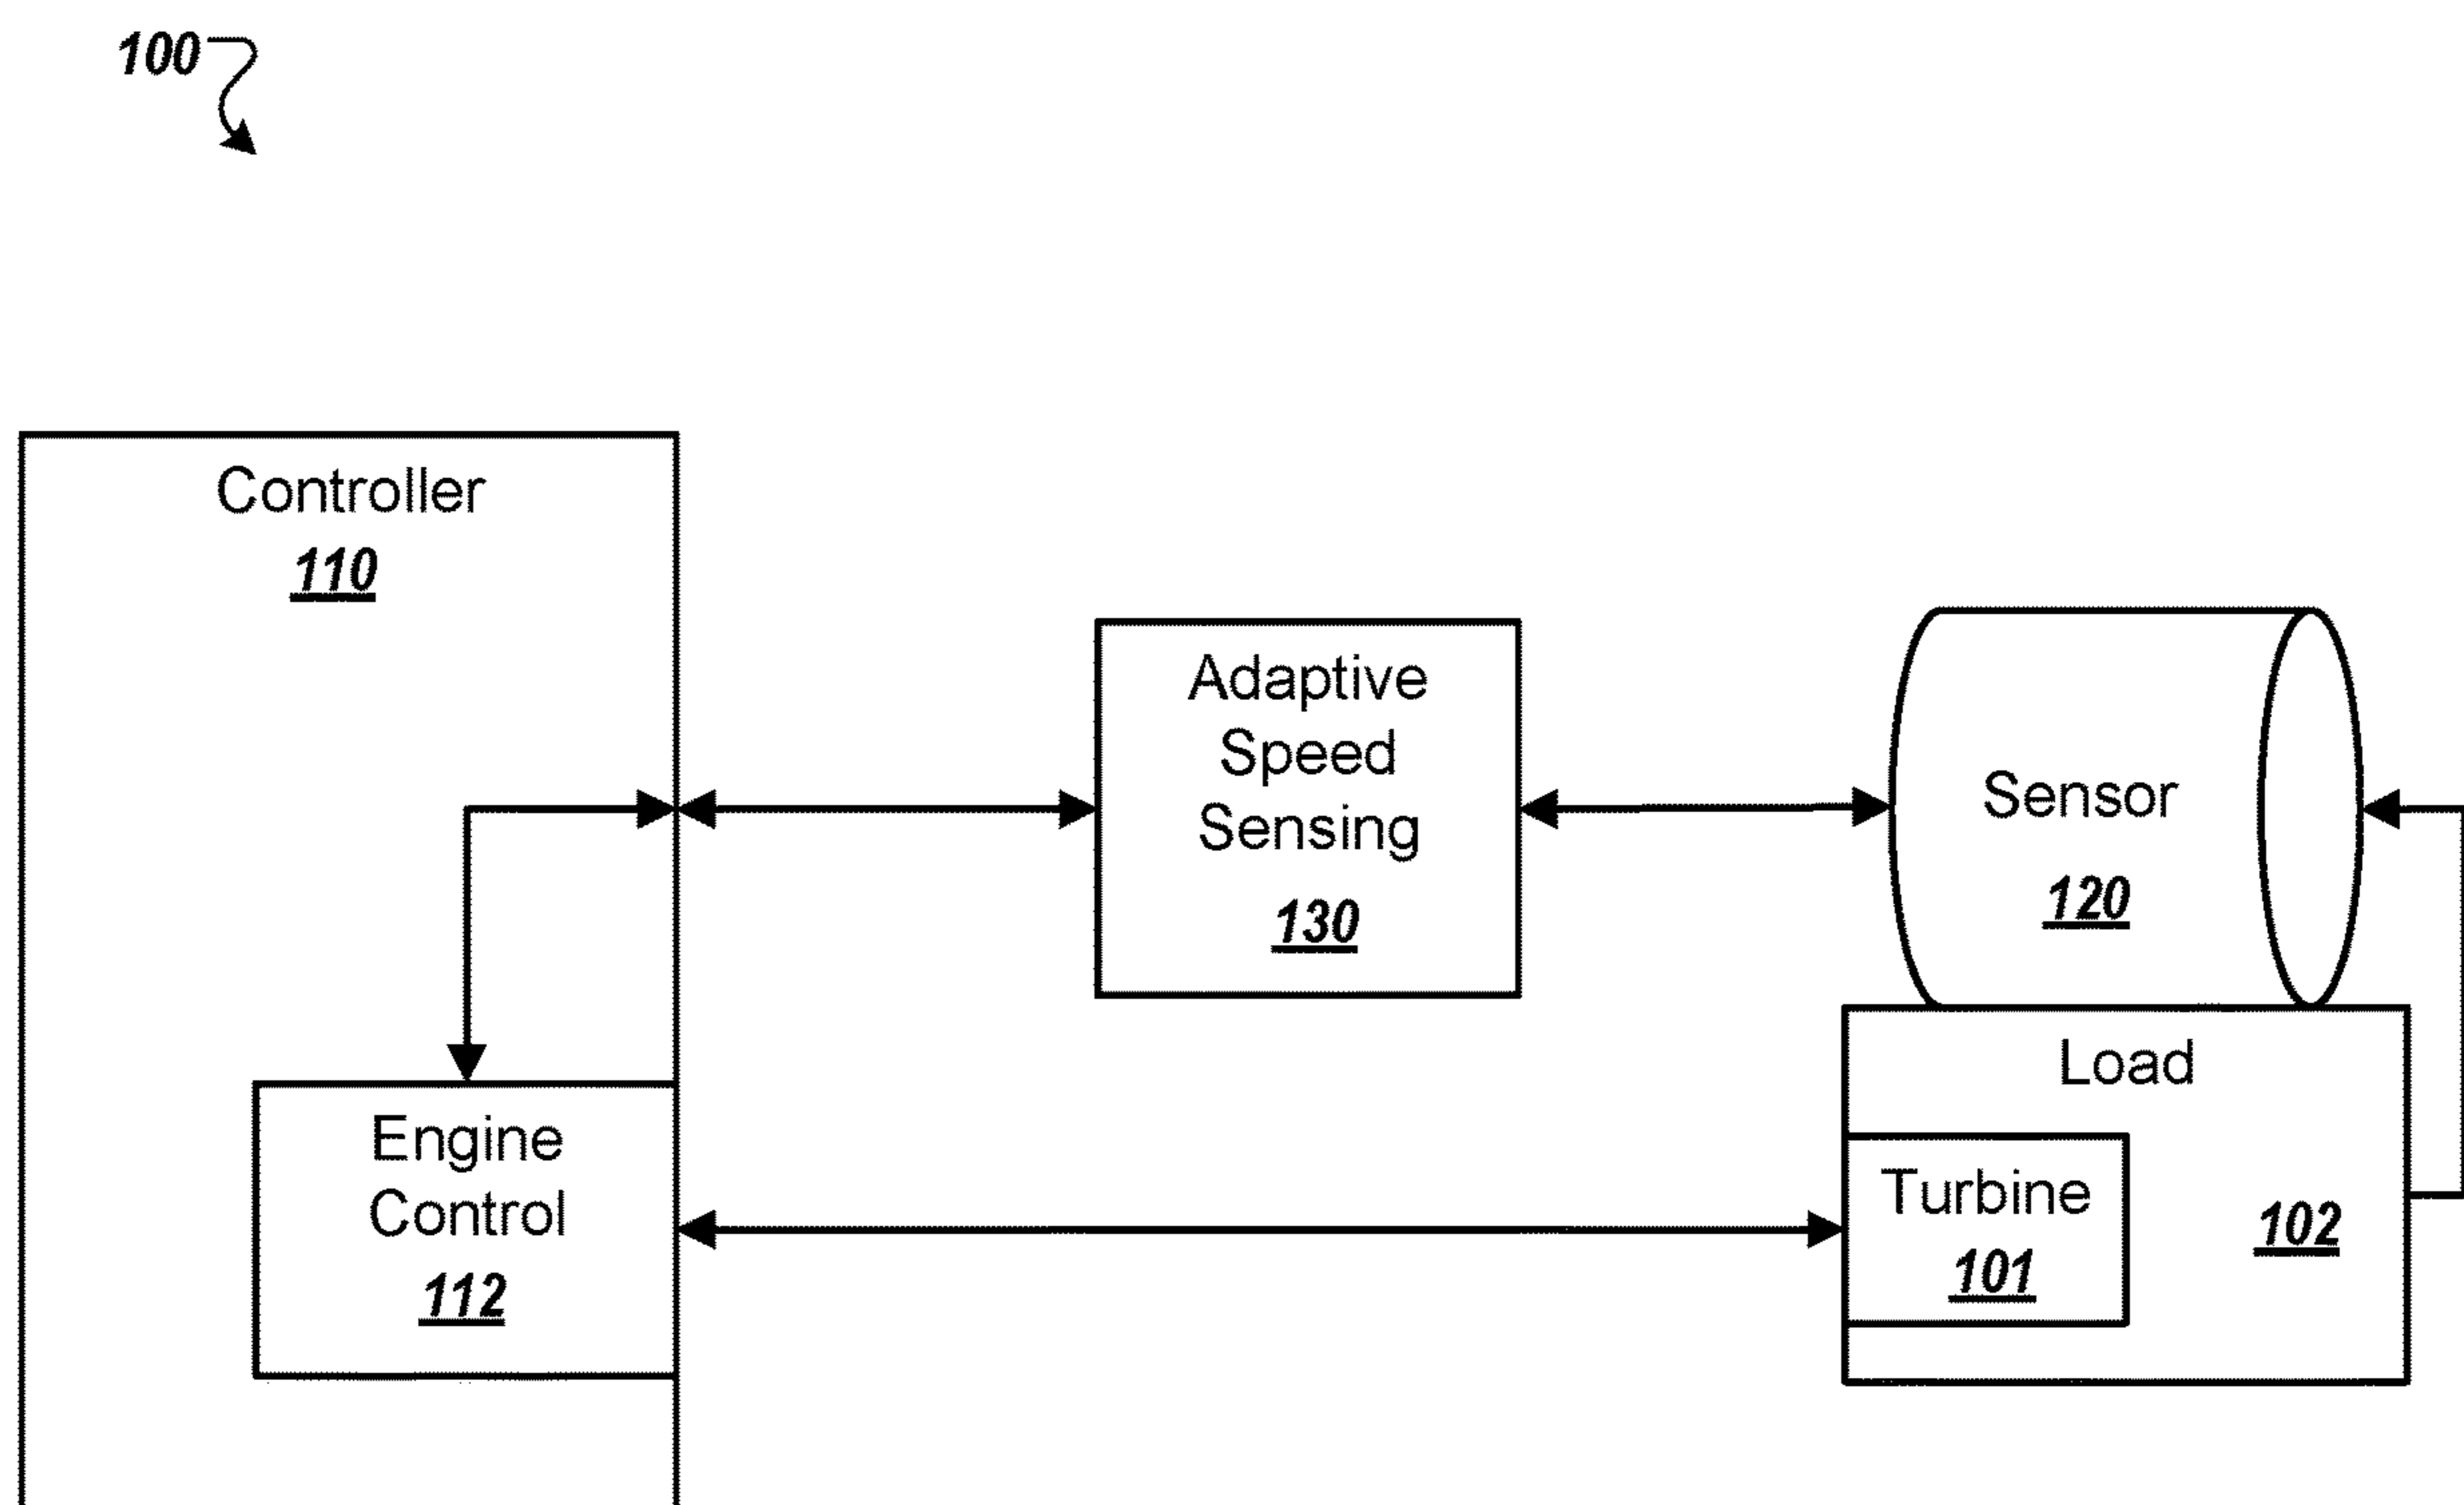 100
Controller
110
Adaptive
Speed
Sensing
130
Sensor
120
Load
Engine
Control
112
Turbine
101
102